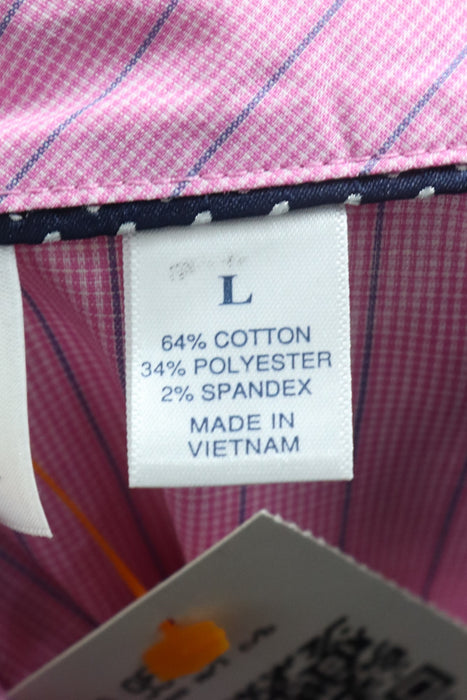 L
64% COTTON
34% POLYESTER
2% SPANDEX
MADE IN
VIETNAM